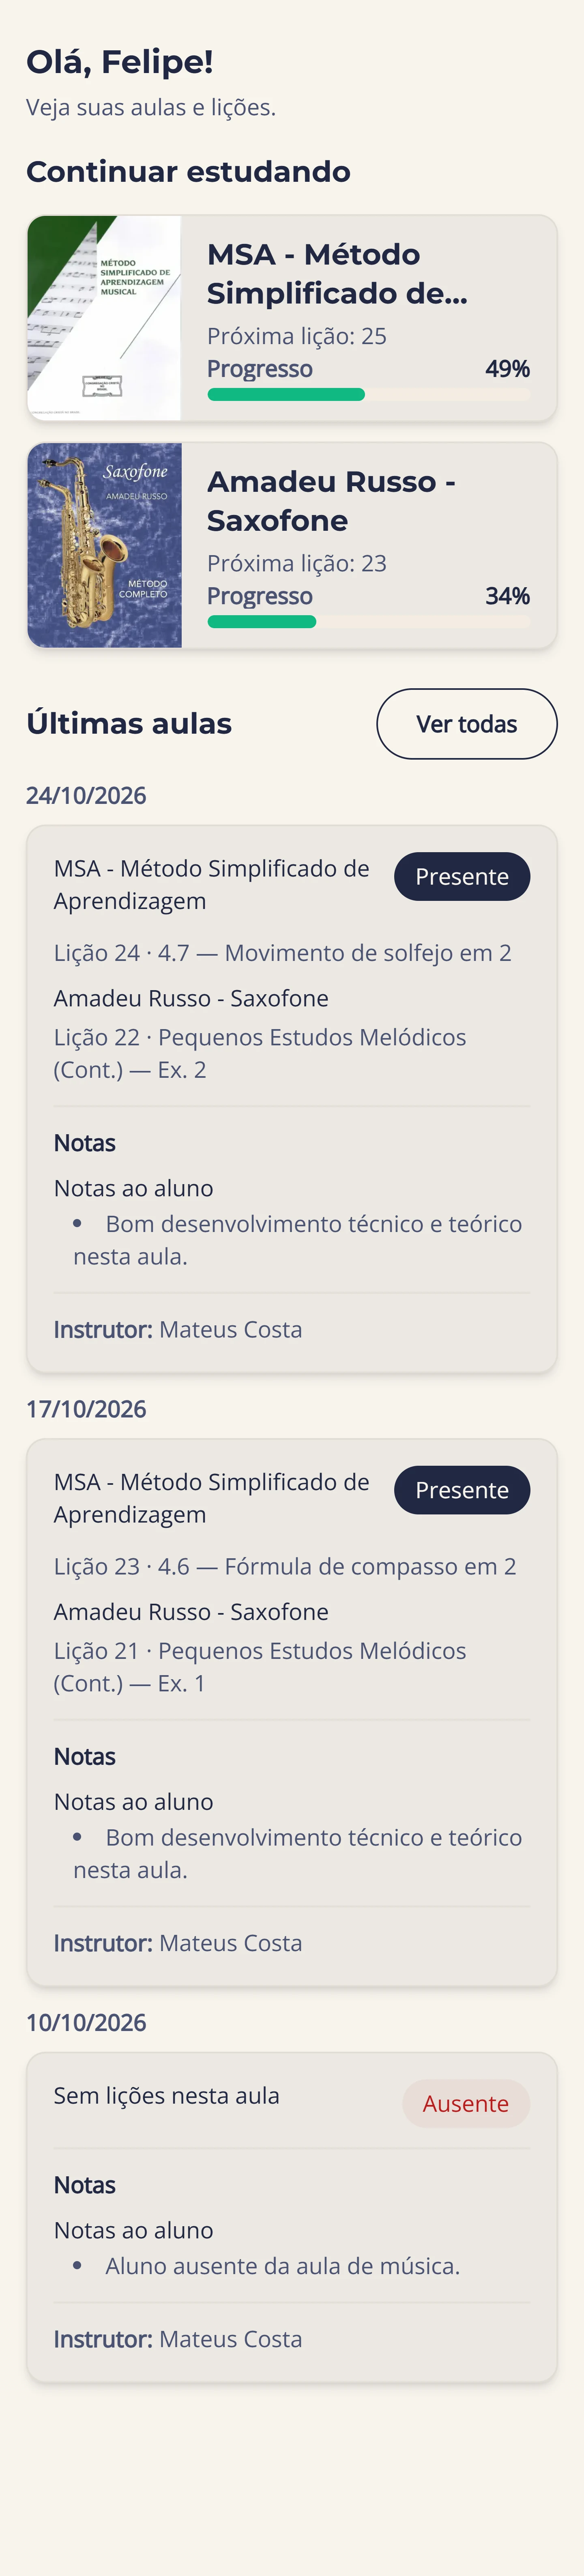 Olá, Felipe!
Veja suas aulas e lições.
Continuar estudando
MÉTODO
SIMPLIFICADO DE
APRENDIZAGEM
MUSICAL
MSA - Método
Simplificado de...
Próxima lição: 25
Progresso 49%
Saxofone
AMADEU RUSSO
MÉTODO
COMPLETO
Amadeu Russo -
Saxofone
Próxima lição: 23
Progresso 34%
Últimas aulas
Ver todas
24/10/2026
MSA - Método Simplificado de
Aprendizagem
Presente
Lição 24 · 4.7 — Movimento de solfejo em 2
Amadeu Russo - Saxofone
Lição 22 · Pequenos Estudos Melódicos
(Cont.) — Ex. 2
Notas
Notas ao aluno
• Bom desenvolvimento técnico e teórico
nesta aula.
Instrutor: Mateus Costa
17/10/2026
MSA - Método Simplificado de
Aprendizagem
Presente
Lição 23 · 4.6 — Fórmula de compasso em 2
Amadeu Russo - Saxofone
Lição 21 · Pequenos Estudos Melódicos
(Cont.) — Ex. 1
Notas
Notas ao aluno
• Bom desenvolvimento técnico e teórico
nesta aula.
Instrutor: Mateus Costa
10/10/2026
Sem lições nesta aula
Ausente
Notas
Notas ao aluno
• Aluno ausente da aula de música.
Instrutor: Mateus Costa